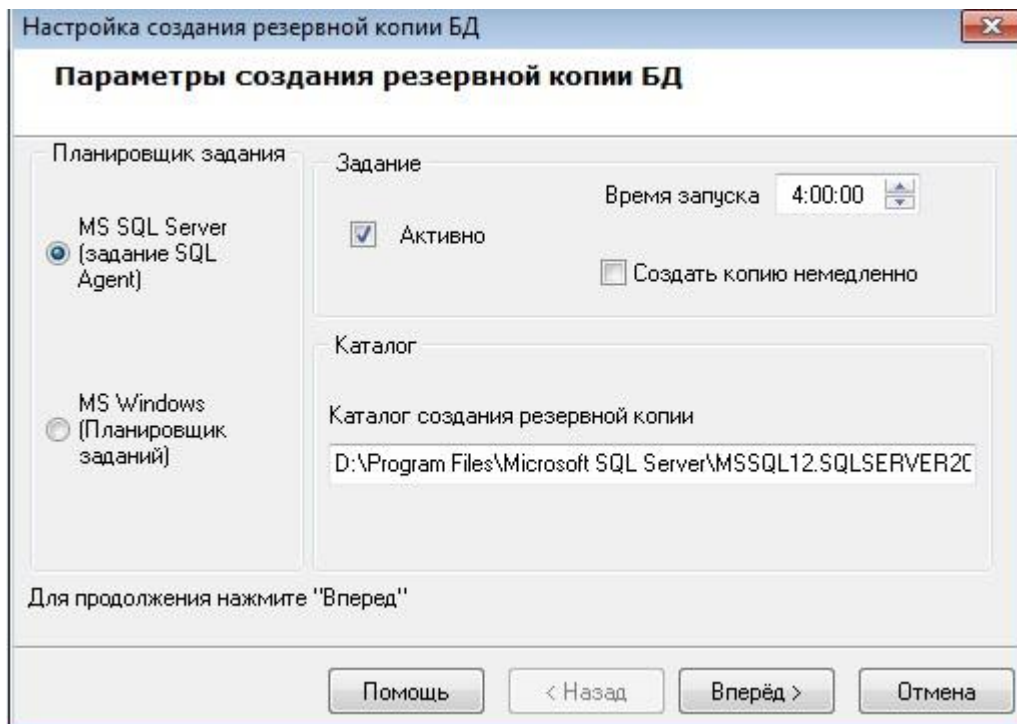 Настройка создания резервной копии БД
Параметры создания резервной копии БД
Планировщик задания
MS SQL Server
(задание SQL
Agent)
MS Windows
(Планировщик
заданий)
Задание
Активно
Время запуска 4:00:00
Создать копию немедленно
Каталог
Каталог создания резервной копии
D:\Program Files\Microsoft SQL Server\MSSQL12.SQLSERVER20
Для продолжения нажмите "Вперед"
Помощь
< Назад
Вперёд >
Отмена